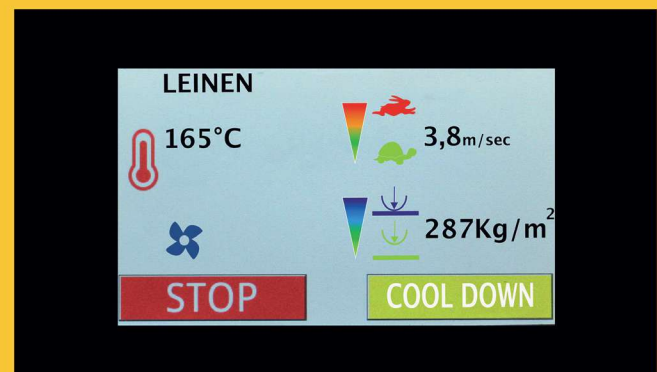 LEINEN
165°C
3,8m/sec
287Kg/m²
STOP
COOL DOWN